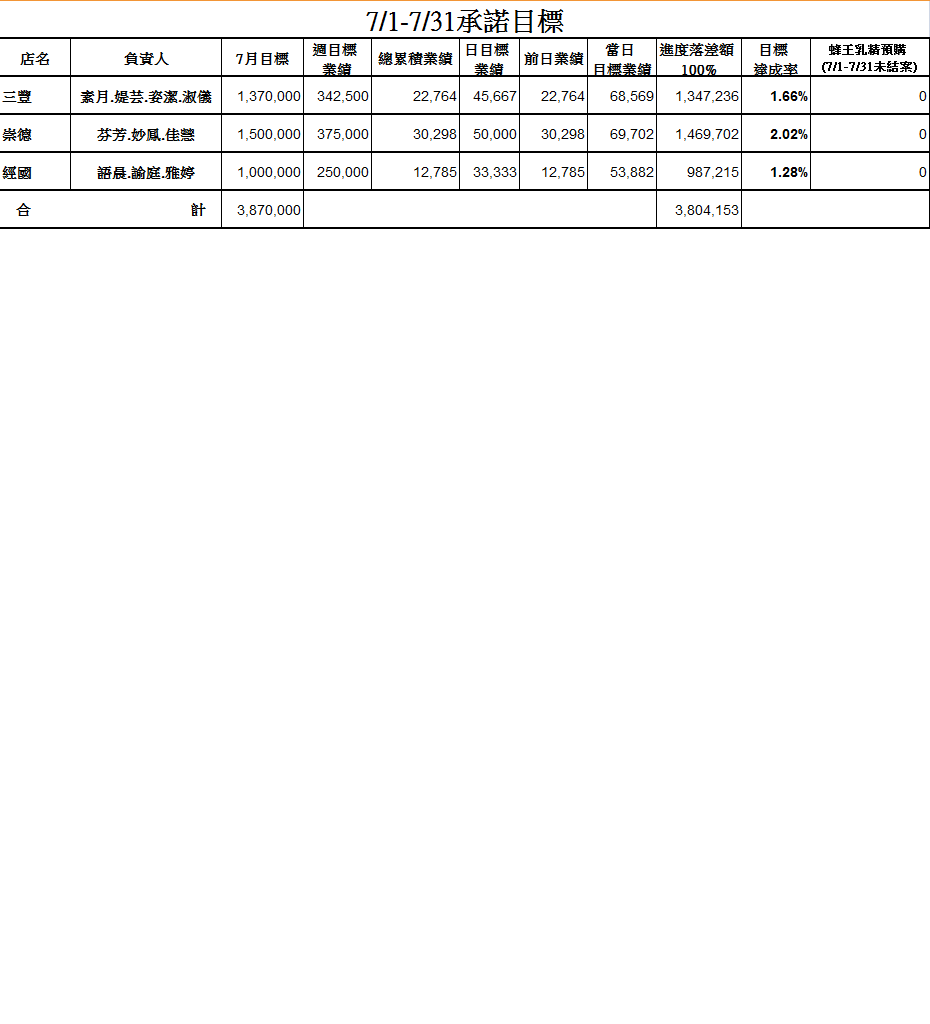 7/1-7/31承諾目標
店名 負責人 7月目標 週目標業績 總累積業績 日目標業績 前日業績 當日目標業績 進度落差額100% 目標達成率 蜂王乳精預購(7/1-7/31未結案)
三豐 素月.媞芸.姿潔.淑儀 1,370,000 342,500 22,764 45,667 22,764 68,569 1,347,236 1.66% 0
崇德 芬芳.妙鳳.佳慧 1,500,000 375,000 30,298 50,000 30,298 69,702 1,469,702 2.02% 0
經國 語晨.諭庭.雅婷 1,000,000 250,000 12,785 33,333 12,785 53,882 987,215 1.28% 0
合 計 3,870,000 3,804,153